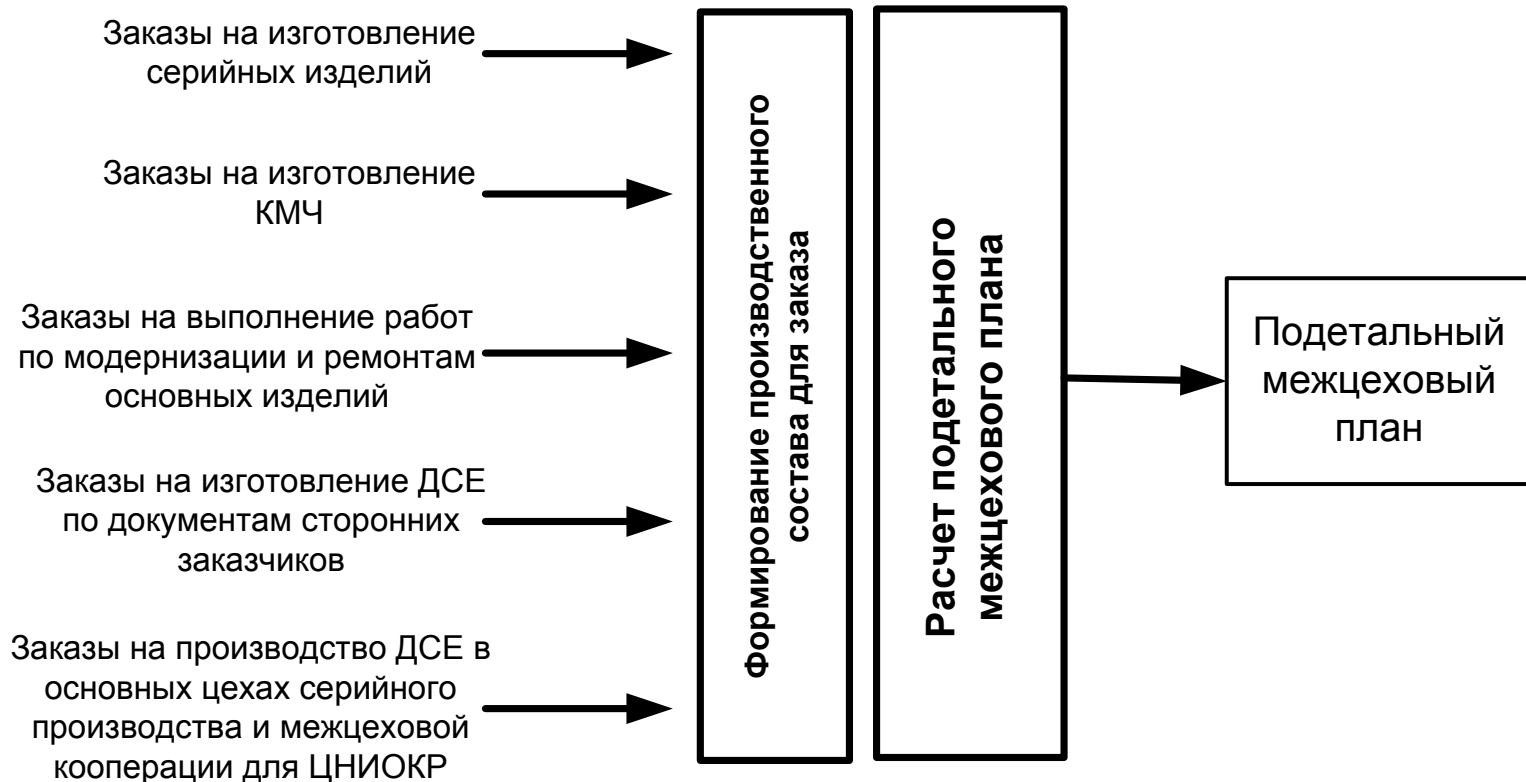 Заказы на изготовление
серийных изделий
Заказы на изготовление
КМЧ
Заказы на выполнение работ
по модернизации и ремонтам
основных изделий
Заказы на изготовление ДСЕ
по документам сторонних
заказчиков
Заказы на производство ДСЕ в
основных цехах серийного
производства и межцеховой
кооперации для ЦНИОКР
Формирование производственного
состава для заказа
Расчет подетального
межцехового плана
Подетальный
межцеховый
план